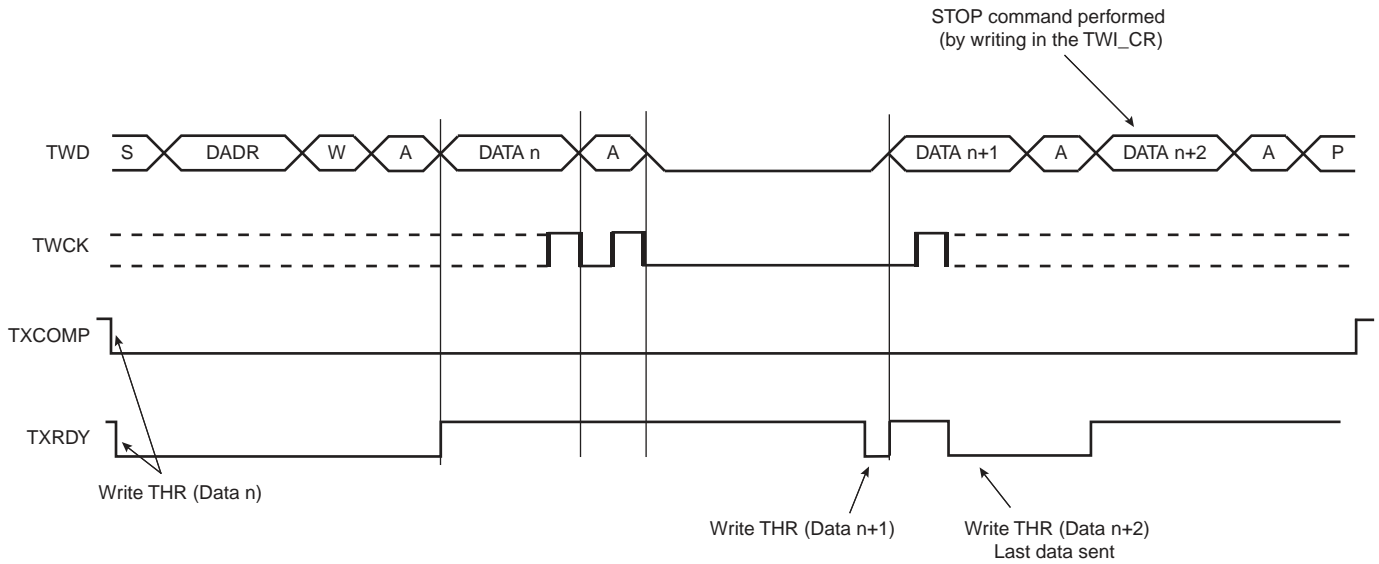 STOP command performed
(by writing in the TWI_CR)
TWD S DADR W A DATA n A DATA n+1 A DATA n+2 A P
TWCK
TXCOMP
TXRDY
Write THR (Data n)
Write THR (Data n+1)
Write THR (Data n+2)
Last data sent